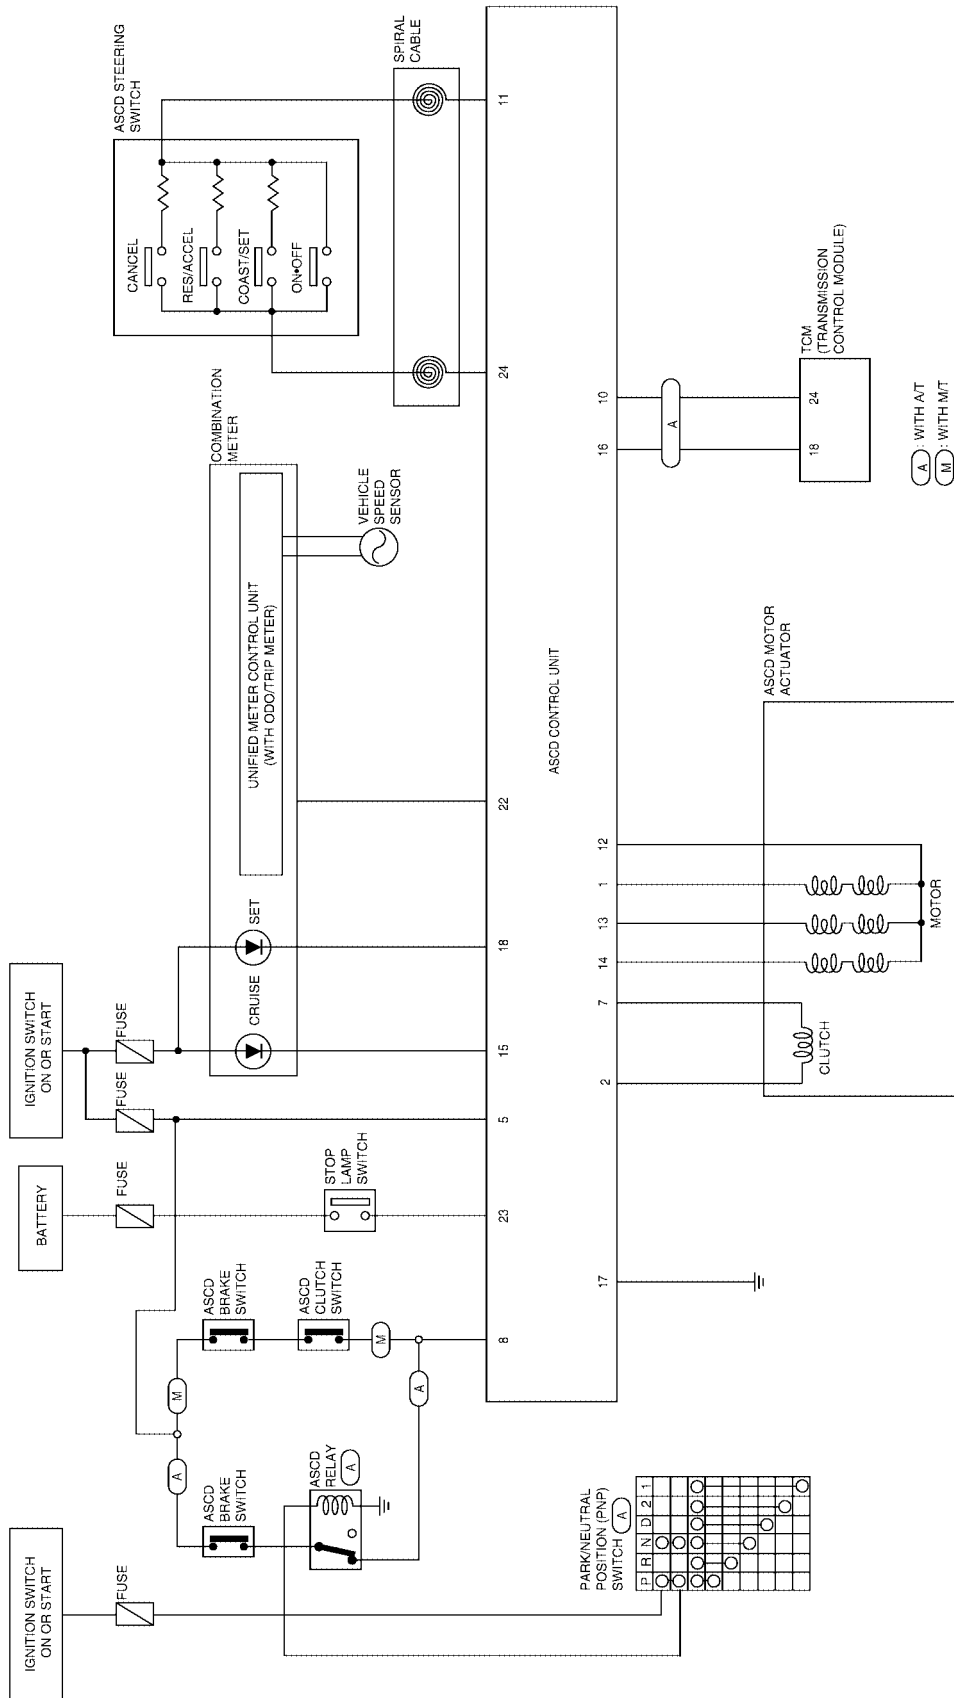 IGNITION SWITCH
ON OR START
FUSE
BATTERY
FUSE
IGNITION SWITCH
ON OR START
FUSE
FUSE
ASCD
BRAKE
SWITCH
ASCD
BRAKE
SWITCH
ASCD
CLUTCH
SWITCH
ASCD
RELAY
A
A
M
M
A
STOP
LAMP
SWITCH
COMBINATION
METER
CRUISE
SET
UNIFIED METER CONTROL UNIT
(WITH ODO/TRIP METER)
VEHICLE
SPEED
SENSOR
ASCD STEERING
SWITCH
CANCEL
RES/ACCEL
COAST/SET
ON•OFF
SPIRAL
CABLE
8
23
5
15
18
22
24
11
ASCD CONTROL UNIT
17
2
7
14
13
1
12
16
10
PARK/NEUTRAL
POSITION (PNP)
SWITCH
A
P R N D 2 1
CLUTCH
MOTOR
ASCD MOTOR
ACTUATOR
A
TCM
(TRANSMISSION
CONTROL MODULE)
18
24
A : WITH A/T
M : WITH M/T